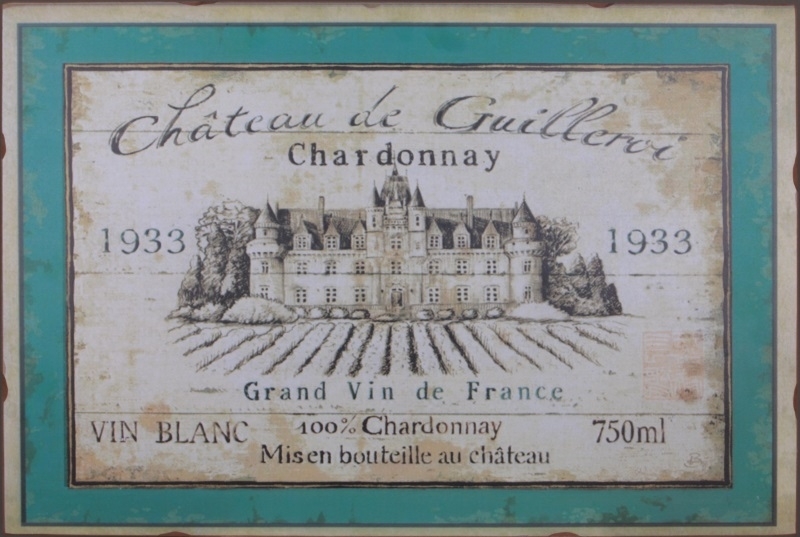 Château de Guilleroi
Chardonnay
1933 1933
Grand Vin de France
VIN BLANC 100% Chardonnay 750ml
Mis en bouteille au château